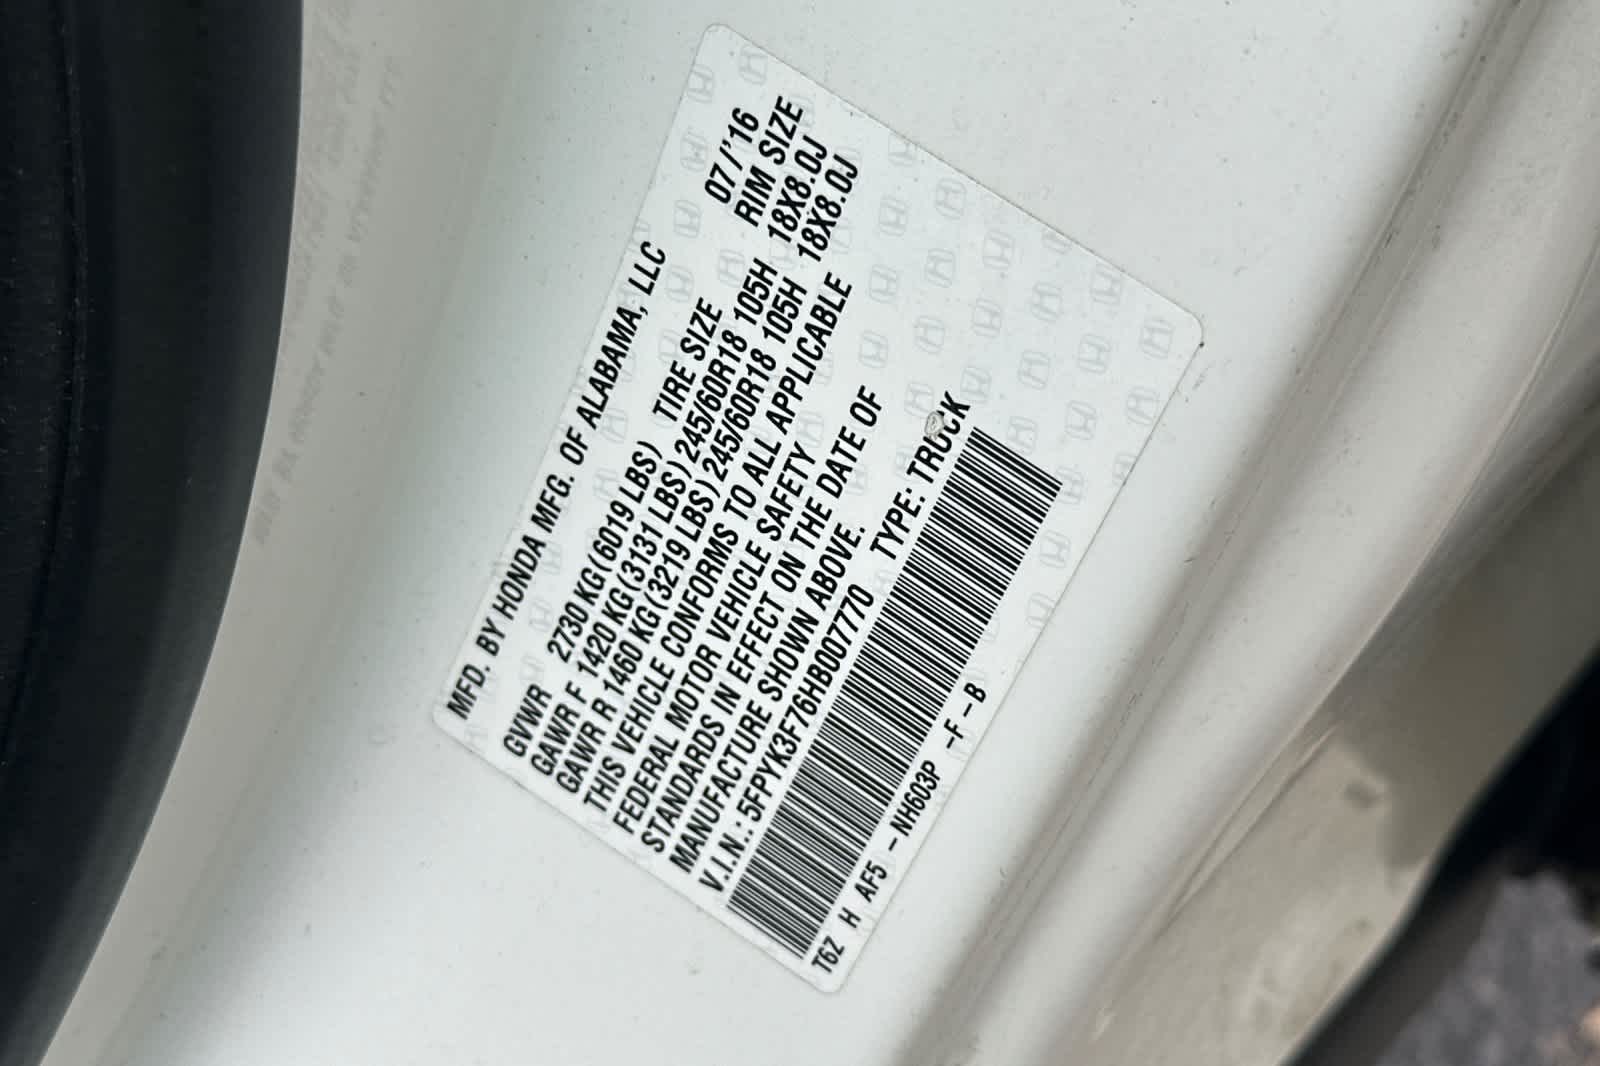 MFD. BY HONDA MFG. OF ALABAMA, LLC 07/'16
GVWR 2730 KG(6019 LBS) TIRE SIZE RIM SIZE
GAWR F 1420 KG(3131 LBS) 245/60R18 105H 18X8.0J
GAWR R 1460 KG(3219 LBS) 245/60R18 105H 18X8.0J
THIS VEHICLE CONFORMS TO ALL APPLICABLE
FEDERAL MOTOR VEHICLE SAFETY
STANDARDS IN EFFECT ON THE DATE OF
MANUFACTURE SHOWN ABOVE.
V.I.N.: 5FPYK3F76HB007770 TYPE: TRUCK
T6Z H AF5 - NH603P - F - B